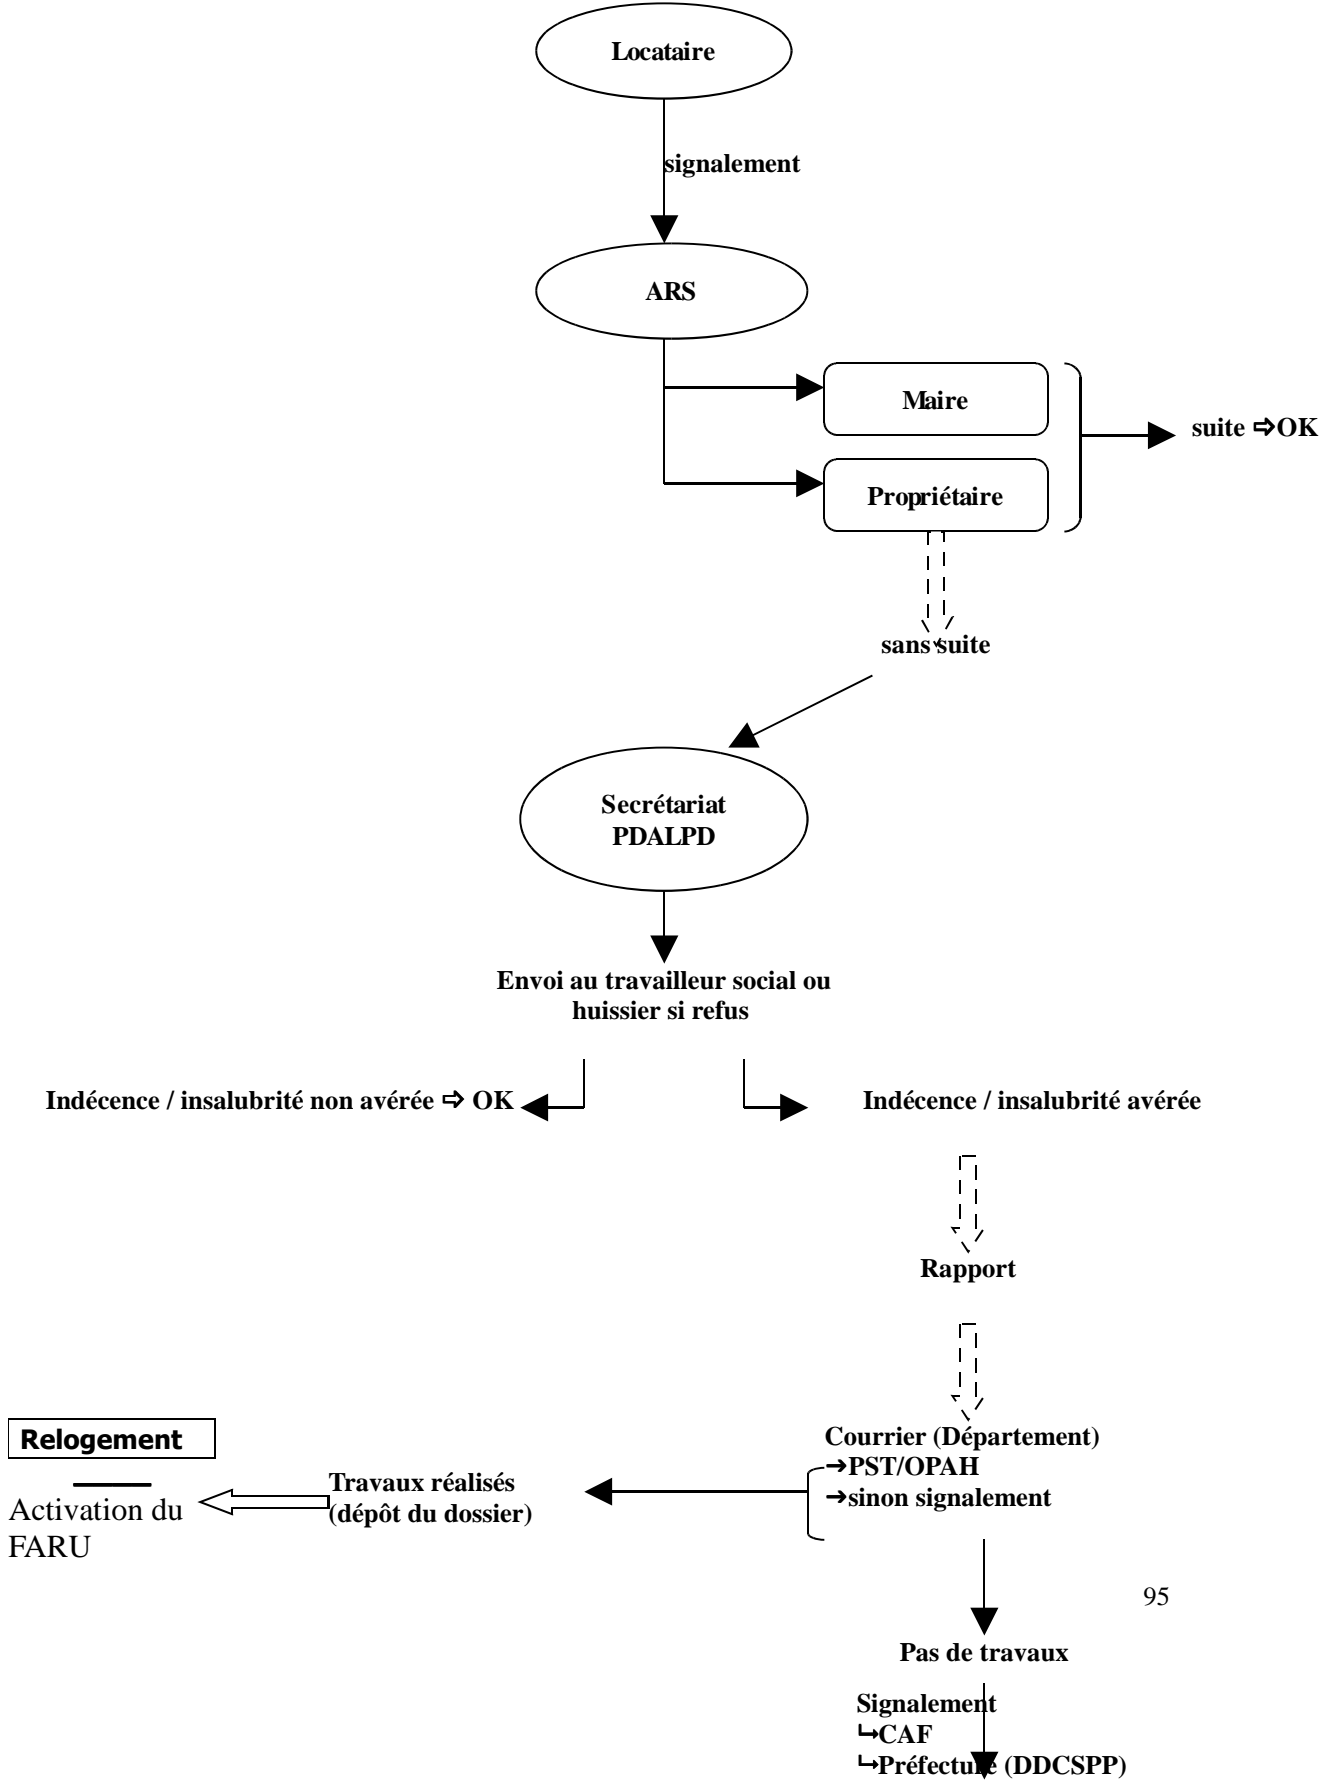 Locataire
signalement
ARS
Maire
suite ⇨OK
Propriétaire
sans suite
Secrétariat
PDALPD
Envoi au travailleur social ou
huissier si refus
Indécence / insalubrité non avérée ⇨ OK
Indécence / insalubrité avérée
Rapport
Courrier (Département)
→PST/OPAH
→sinon signalement
Relogement
Travaux réalisés
(dépôt du dossier)
Activation du
FARU
95
Pas de travaux
Signalement
↳CAF
↳Préfecture (DDCSPP)